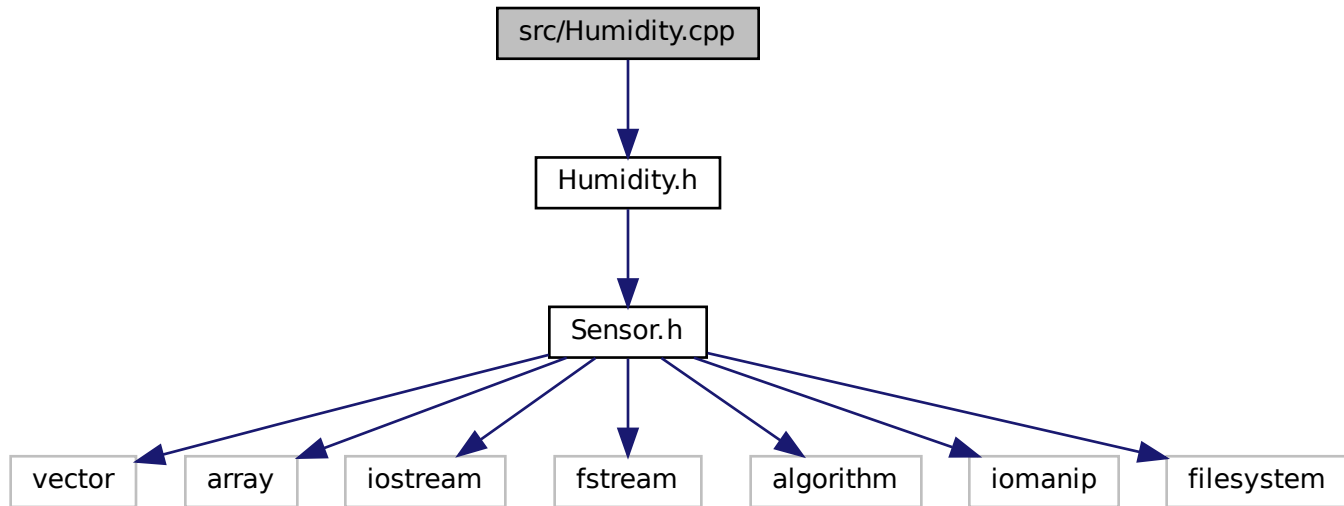 src/Humidity.cpp
Humidity.h
Sensor.h
vector
array
iostream
fstream
algorithm
iomanip
filesystem